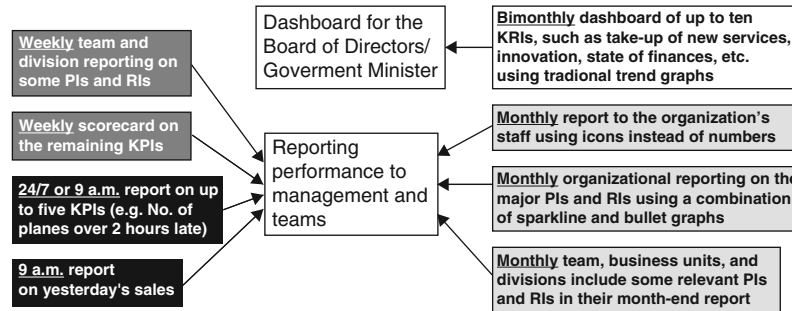 Weekly team and
division reporting on
some PIs and RIs
Weekly scorecard on
the remaining KPIs
24/7 or 9 a.m. report on up
to five KPIs (e.g. No. of
planes over 2 hours late)
9 a.m. report
on yesterday's sales
Dashboard for the
Board of Directors/
Goverment Minister
Reporting
performance to
management and
teams
Bimonthly dashboard of up to ten
KRIs, such as take-up of new services,
innovation, state of finances, etc.
using tradional trend graphs
Monthly report to the organization's
staff using icons instead of numbers
Monthly organizational reporting on the
major PIs and RIs using a combination
of sparkline and bullet graphs
Monthly team, business units, and
divisions include some relevant PIs
and RIs in their month-end report